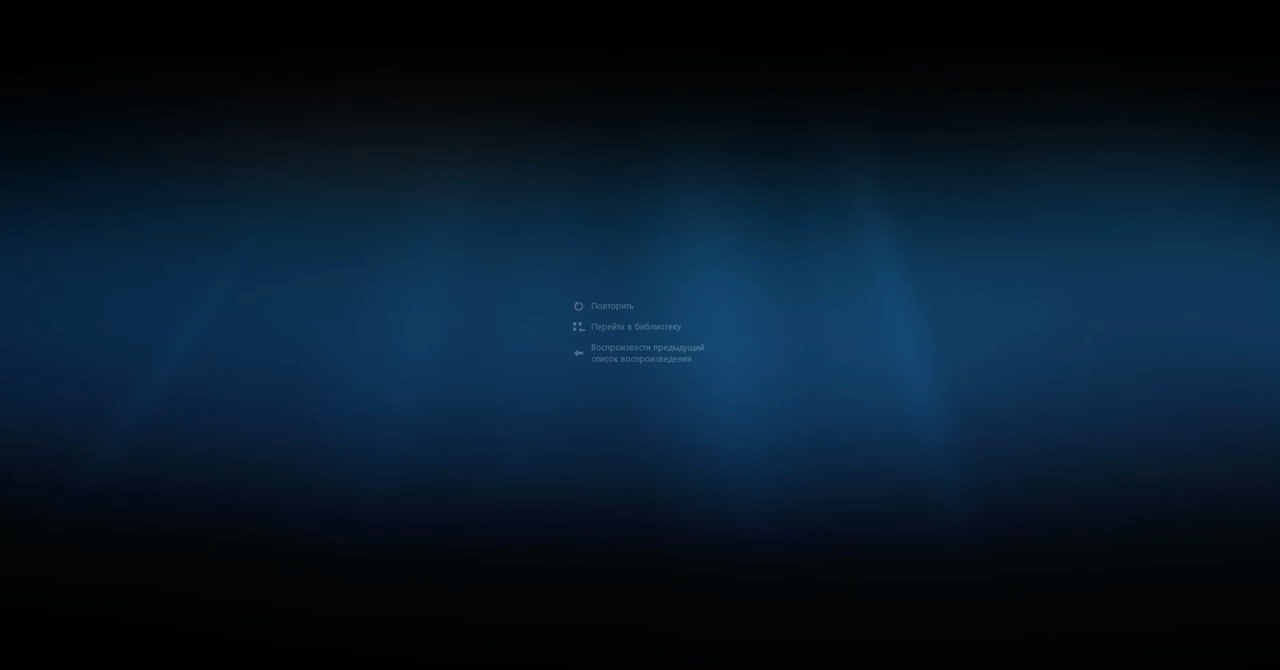 Повторить
Перейти в библиотеку
Воспроизвести предыдущий
список воспроизведения